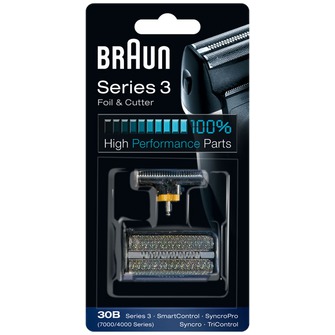 BRAUN
Series 3
Foil & Cutter
100%
High Performance Parts
30B Series 3 · SmartControl · SyncroPro
(7000/4000 Series) Syncro · TriControl